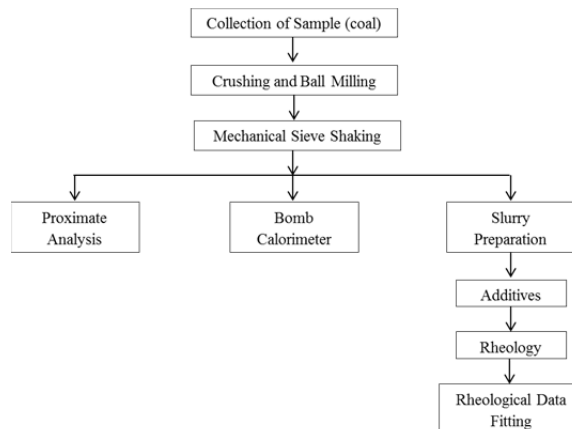 Collection of Sample (coal)
Crushing and Ball Milling
Mechanical Sieve Shaking
Proximate
Analysis
Bomb
Calorimeter
Slurry
Preparation
Additives
Rheology
Rheological Data
Fitting